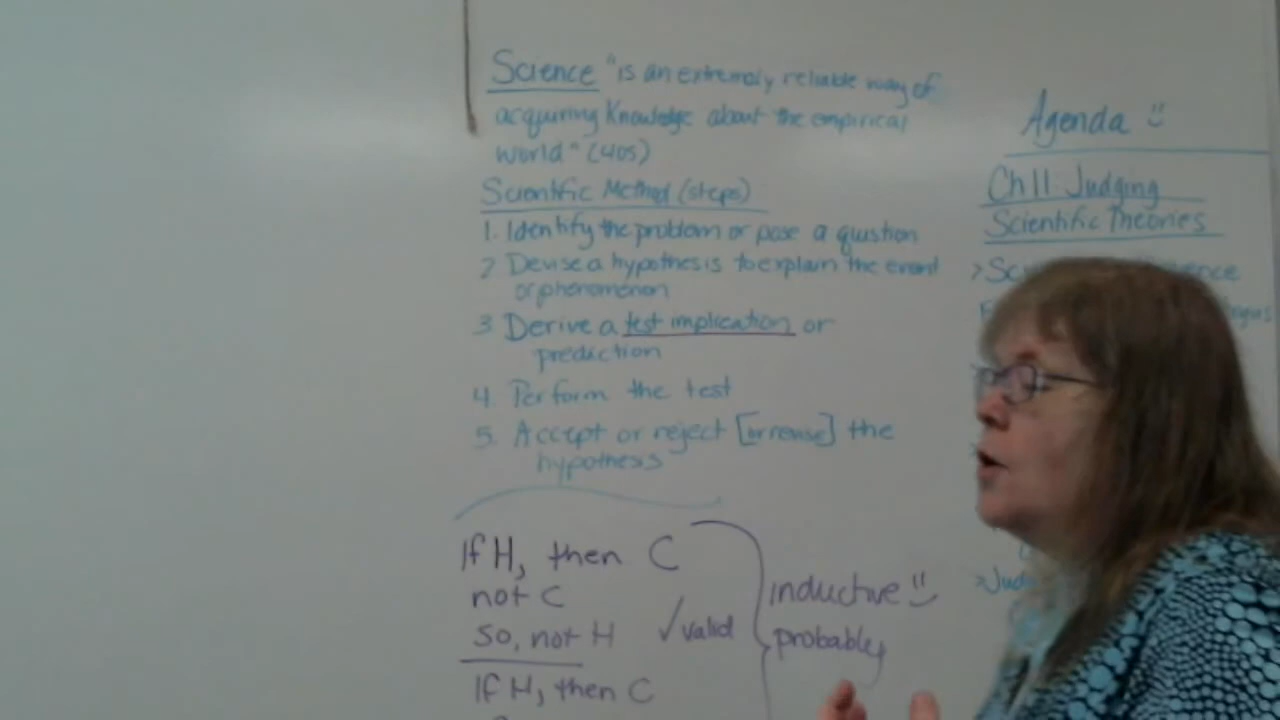 Science "is an extremely reliable way of
acquiring Knowledge about the empirical
world" (405)
Scientific Method (steps)
1. Identify the problem or pose a question
2 Devise a hypothesis to explain the event
or phenomenon
3 Derive a test implication or
prediction
4. Perform the test
5. Accept or reject [or revise] the
hypothesis
If H, then C
not C
so, not H ✓valid
If H, then C
inductive
probably
Agenda
Ch 11 Judging
Scientific Theories